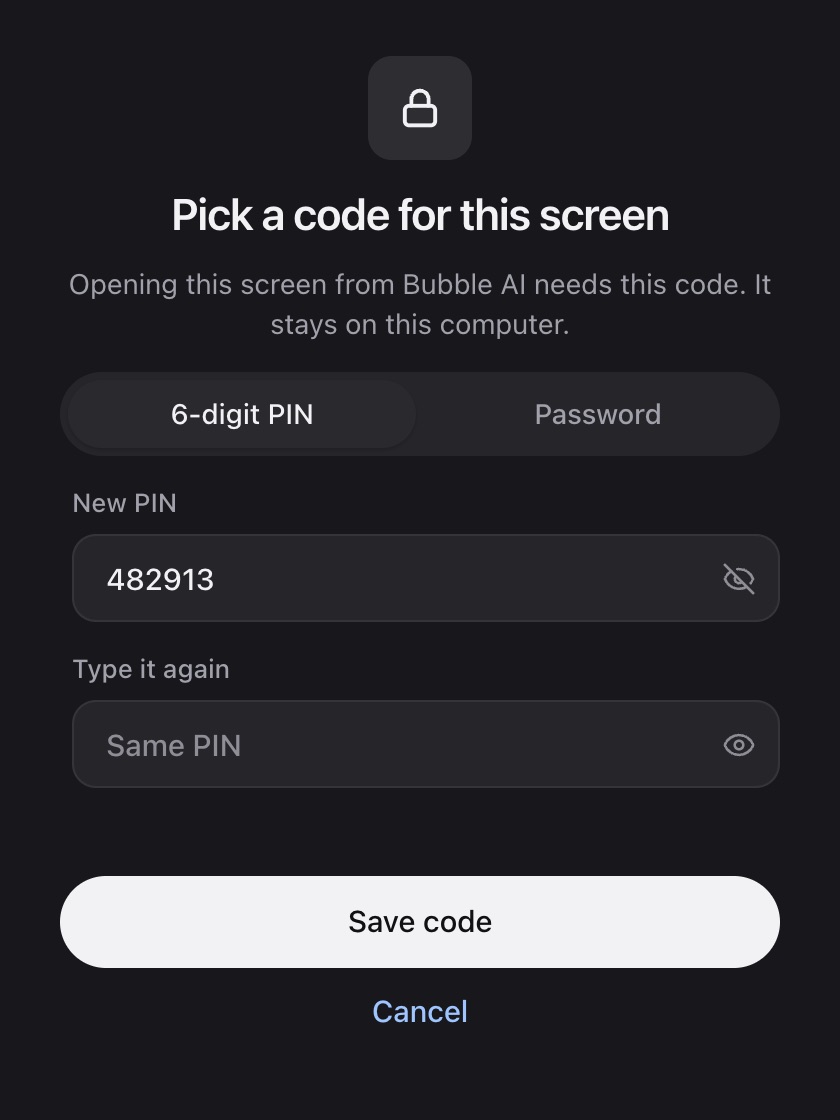 Pick a code for this screen
Opening this screen from Bubble AI needs this code. It
stays on this computer.
6-digit PIN
Password
New PIN
482913
Type it again
Same PIN
Save code
Cancel